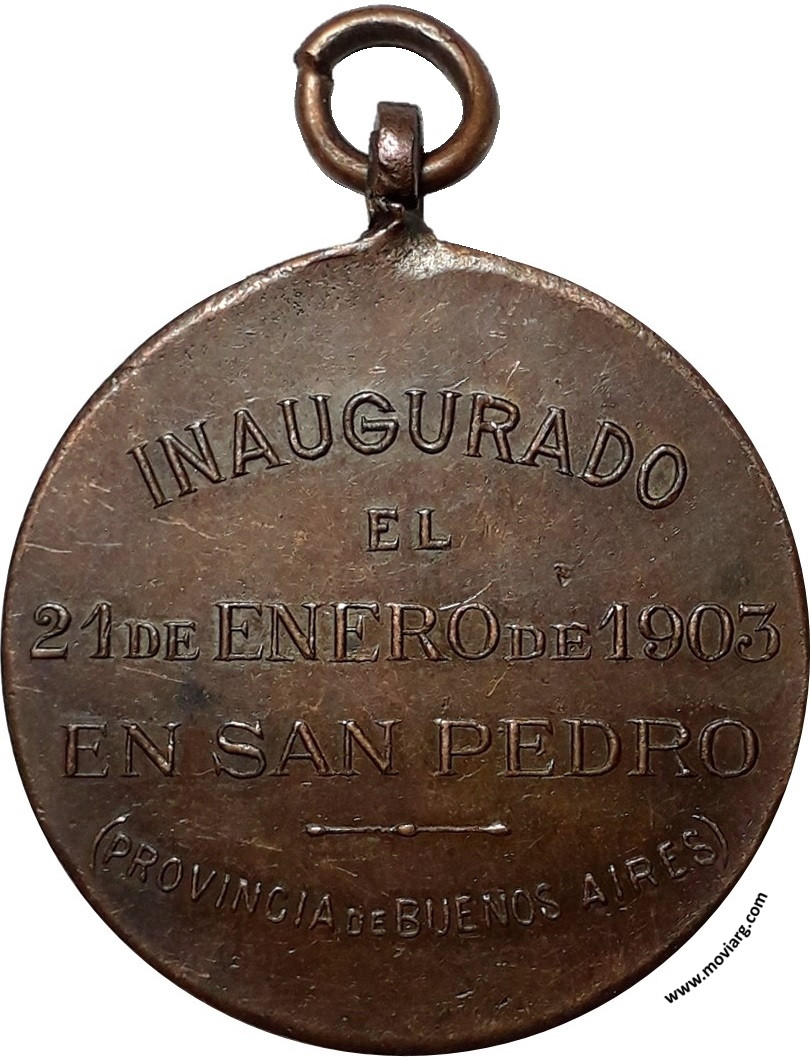 INAUGURADO
EL
21 DE ENERO DE 1903
EN SAN PEDRO
(PROVINCIA DE BUENOS AIRES)
www.moviarg.com